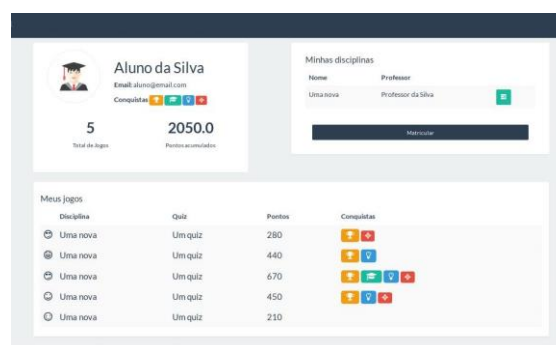 Aluno da Silva
Email: aluno@email.com
Conquistas
5
Total de Jogos
2050.0
Pontos acumulados
Minhas disciplinas
Nome Professor
Uma nova Professor da Silva
Matricular
Meus jogos
Disciplina Quiz Pontos Conquistas
Uma nova Um quiz 280
Uma nova Um quiz 440
Uma nova Um quiz 670
Uma nova Um quiz 450
Uma nova Um quiz 210